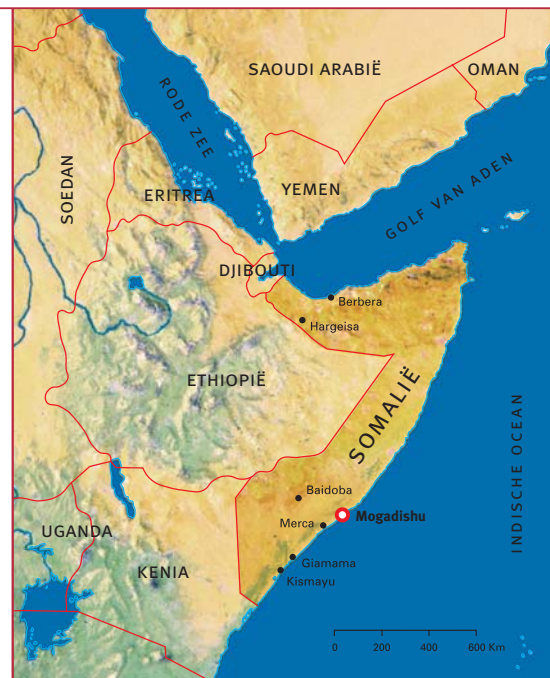 SAOUDI ARABIË
OMAN
RODE ZEE
SOEDAN
ERITREA
YEMEN
GOLF VAN ADEN
DJIBOUTI
Berbera
Hargeisa
ETHIOPIË
SOMALIË
INDISCHE OCEAN
Baidoba
Mogadishu
Merca
UGANDA
KENIA
Giamama
Kismayu
0 200 400 600 Km